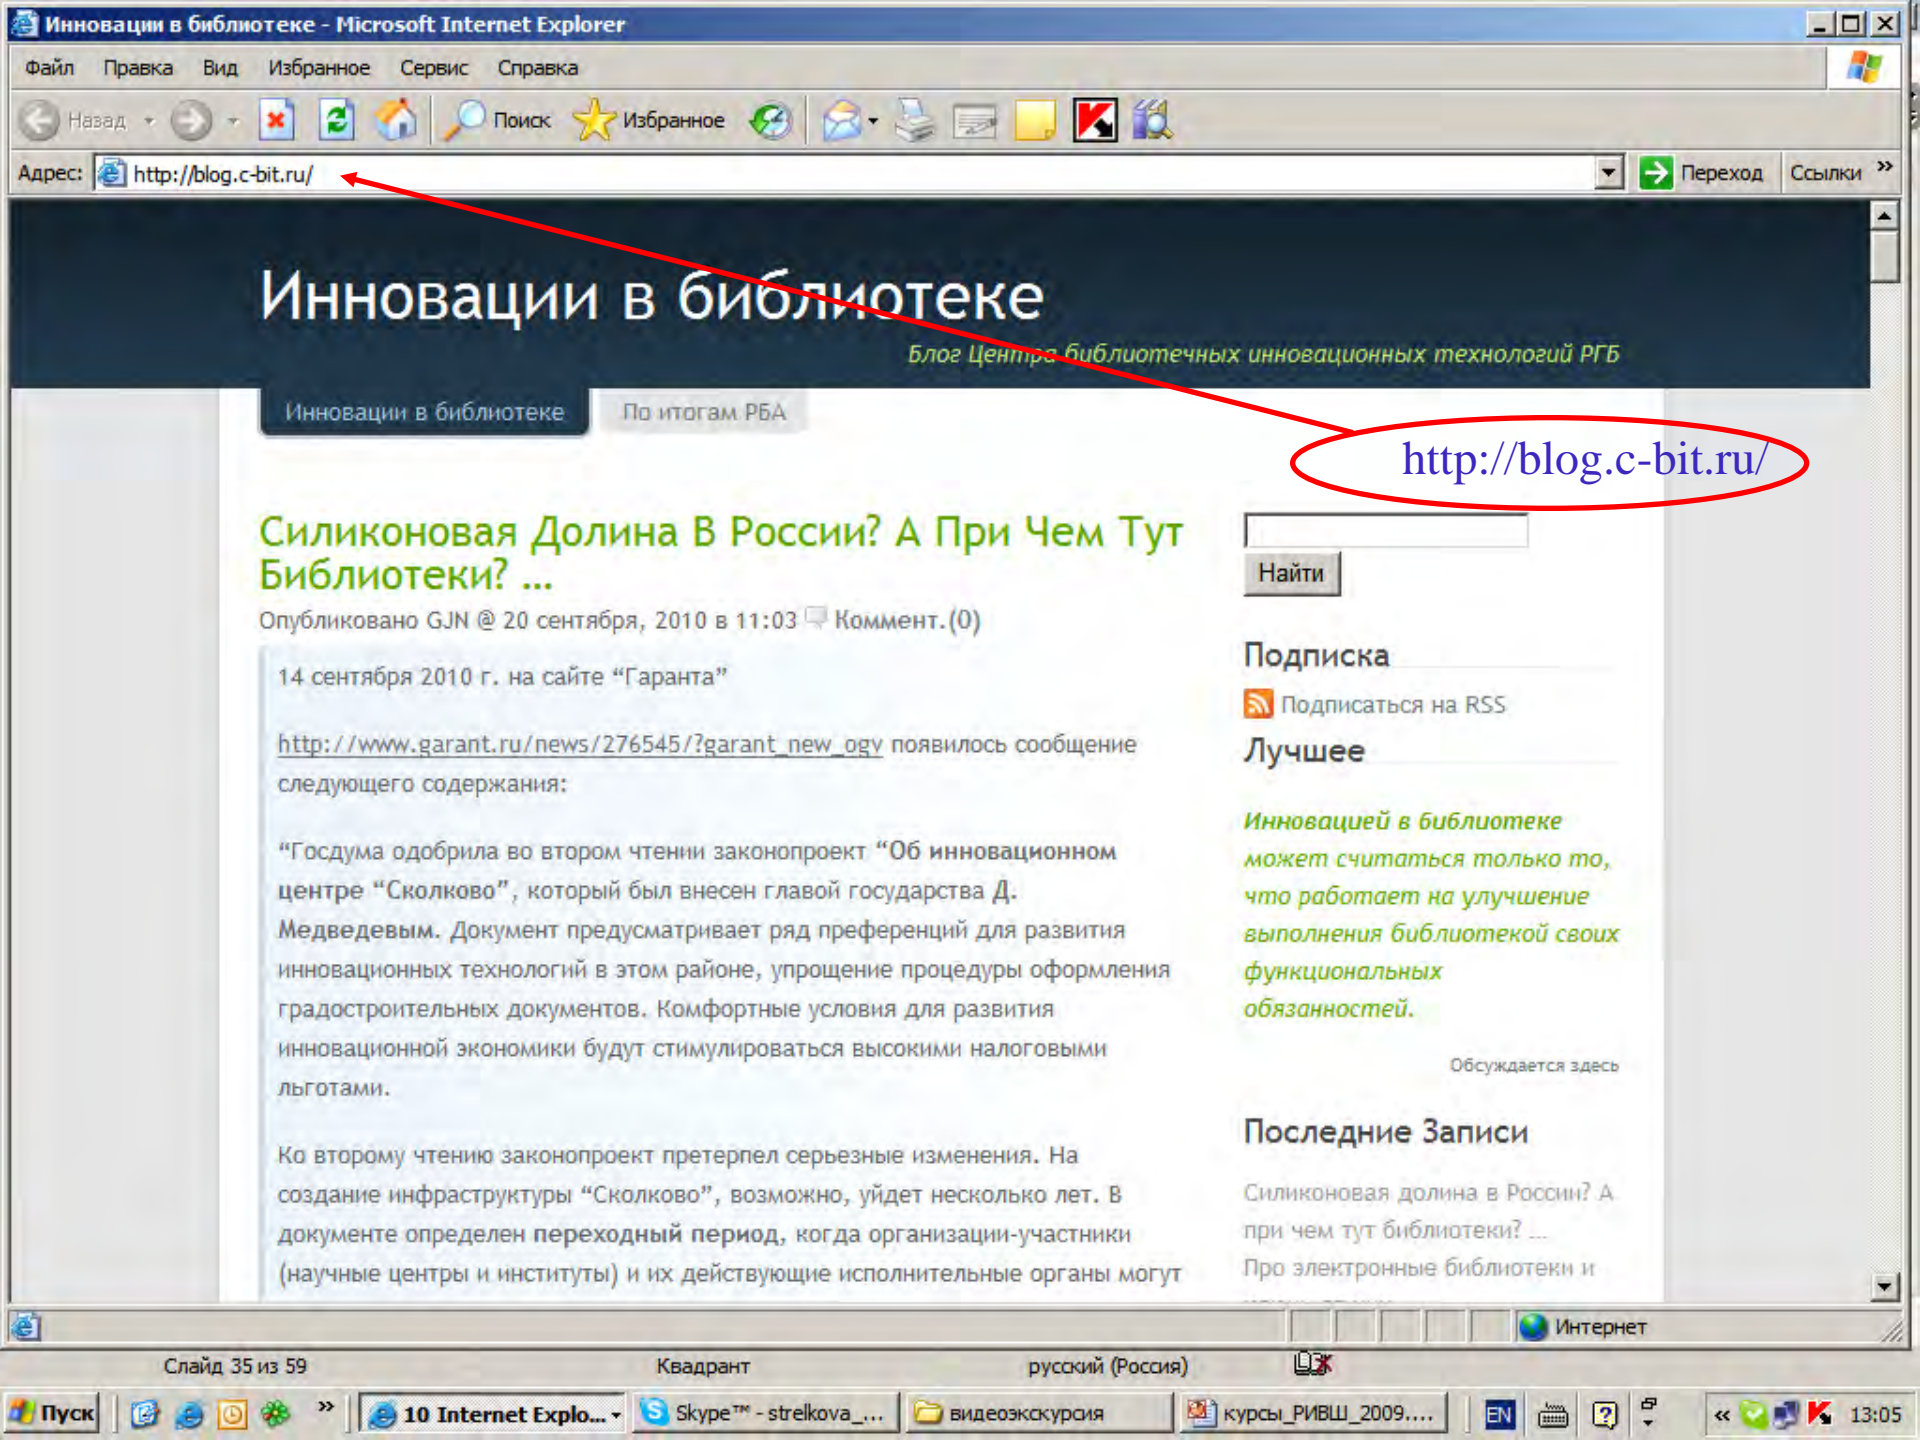 Инновации в библиотеке - Microsoft Internet Explorer
Файл Правка Вид Избранное Сервис Справка
Назад Поиск Избранное
Адрес: http://blog.c-bit.ru/ Переход Ссылки »
Инновации в библиотеке
Блог Центра библиотечных инновационных технологий РГБ
Инновации в библиотеке По итогам РБА
http://blog.c-bit.ru/
Силиконовая Долина В России? А При Чем Тут
Библиотеки? ...
Опубликовано GJN @ 20 сентября, 2010 в 11:03 Коммент.(0)
14 сентября 2010 г. на сайте “Гаранта”
http://www.garant.ru/news/276545/?garant_new_ogv появилось сообщение
следующего содержания:
“Госдума одобрила во втором чтении законопроект “Об инновационном
центре “Сколково”, который был внесен главой государства Д.
Медведевым. Документ предусматривает ряд преференций для развития
инновационных технологий в этом районе, упрощение процедуры оформления
градостроительных документов. Комфортные условия для развития
инновационной экономики будут стимулироваться высокими налоговыми
льготами.
Ко второму чтению законопроект претерпел серьезные изменения. На
создание инфраструктуры “Сколково”, возможно, уйдет несколько лет. В
документе определен переходный период, когда организации-участники
(научные центры и институты) и их действующие исполнительные органы могут
Найти
Подписка
Подписаться на RSS
Лучшее
Инновацией в библиотеке
может считаться только то,
что работает на улучшение
выполнения библиотекой своих
функциональных
обязанностей.
Обсуждается здесь
Последние Записи
Силиконовая долина в России? А
при чем тут библиотеки? ...
Про электронные библиотеки и
Интернет
Слайд 35 из 59 Квадрант русский (Россия)
Пуск » 10 Internet Explo... Skype™ - strelkova_... видеоэкскурсия курсы_РИВШ_2009.... EN « 13:05